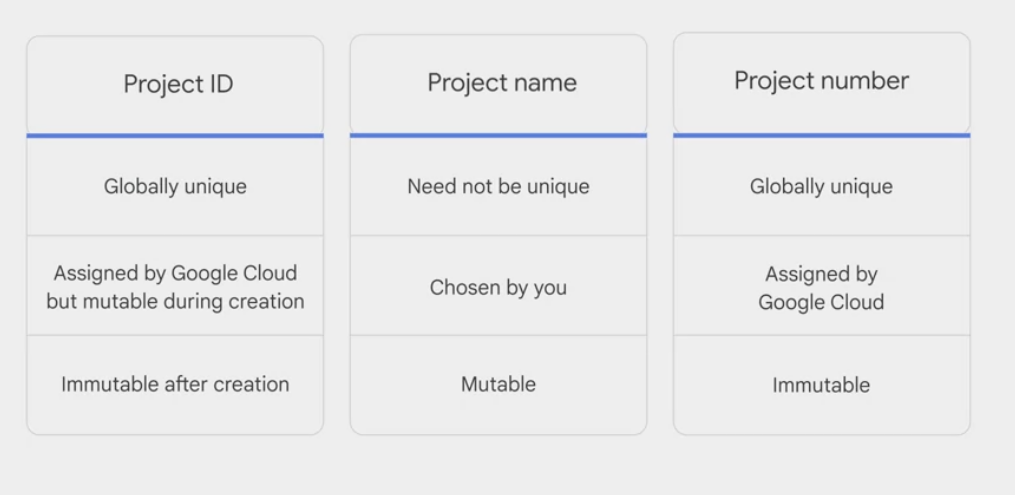 Project ID
Globally unique
Assigned by Google Cloud
but mutable during creation
Immutable after creation
Project name
Need not be unique
Chosen by you
Mutable
Project number
Globally unique
Assigned by
Google Cloud
Immutable